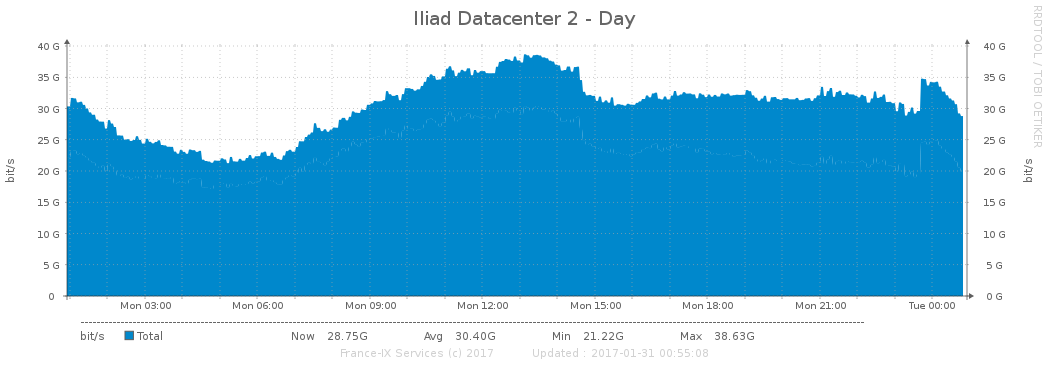 Iliad Datacenter 2 - Day
RRDTOOL / TOBI OETIKER
40 G 40 G
35 G 35 G
30 G 30 G
25 G 25 G
20 G 20 G
15 G 15 G
10 G 10 G
5 G 5 G
0 0 G
bit/s bit/s
Mon 03:00 Mon 06:00 Mon 09:00 Mon 12:00 Mon 15:00 Mon 18:00 Mon 21:00 Tue 00:00
bit/s Total Now 28.75G Avg 30.40G Min 21.22G Max 38.63G
France-IX Services (c) 2017 Updated : 2017-01-31 00:55:08